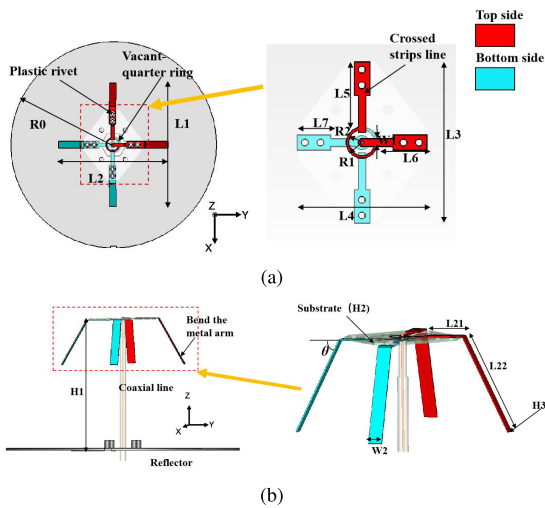 Top side
Bottom side
Vacant-
quarter ring
Plastic rivet
R0
L1
L2
Z
Y
X
Crossed
strips line
L5
L3
L7
R2
W
R1
L6
L4
(a)
Bend the
metal arm
Coaxial line
H1
Z
Y
X
Reflector
Substrate（H2）
L21
θ
L22
H3
W2
(b)